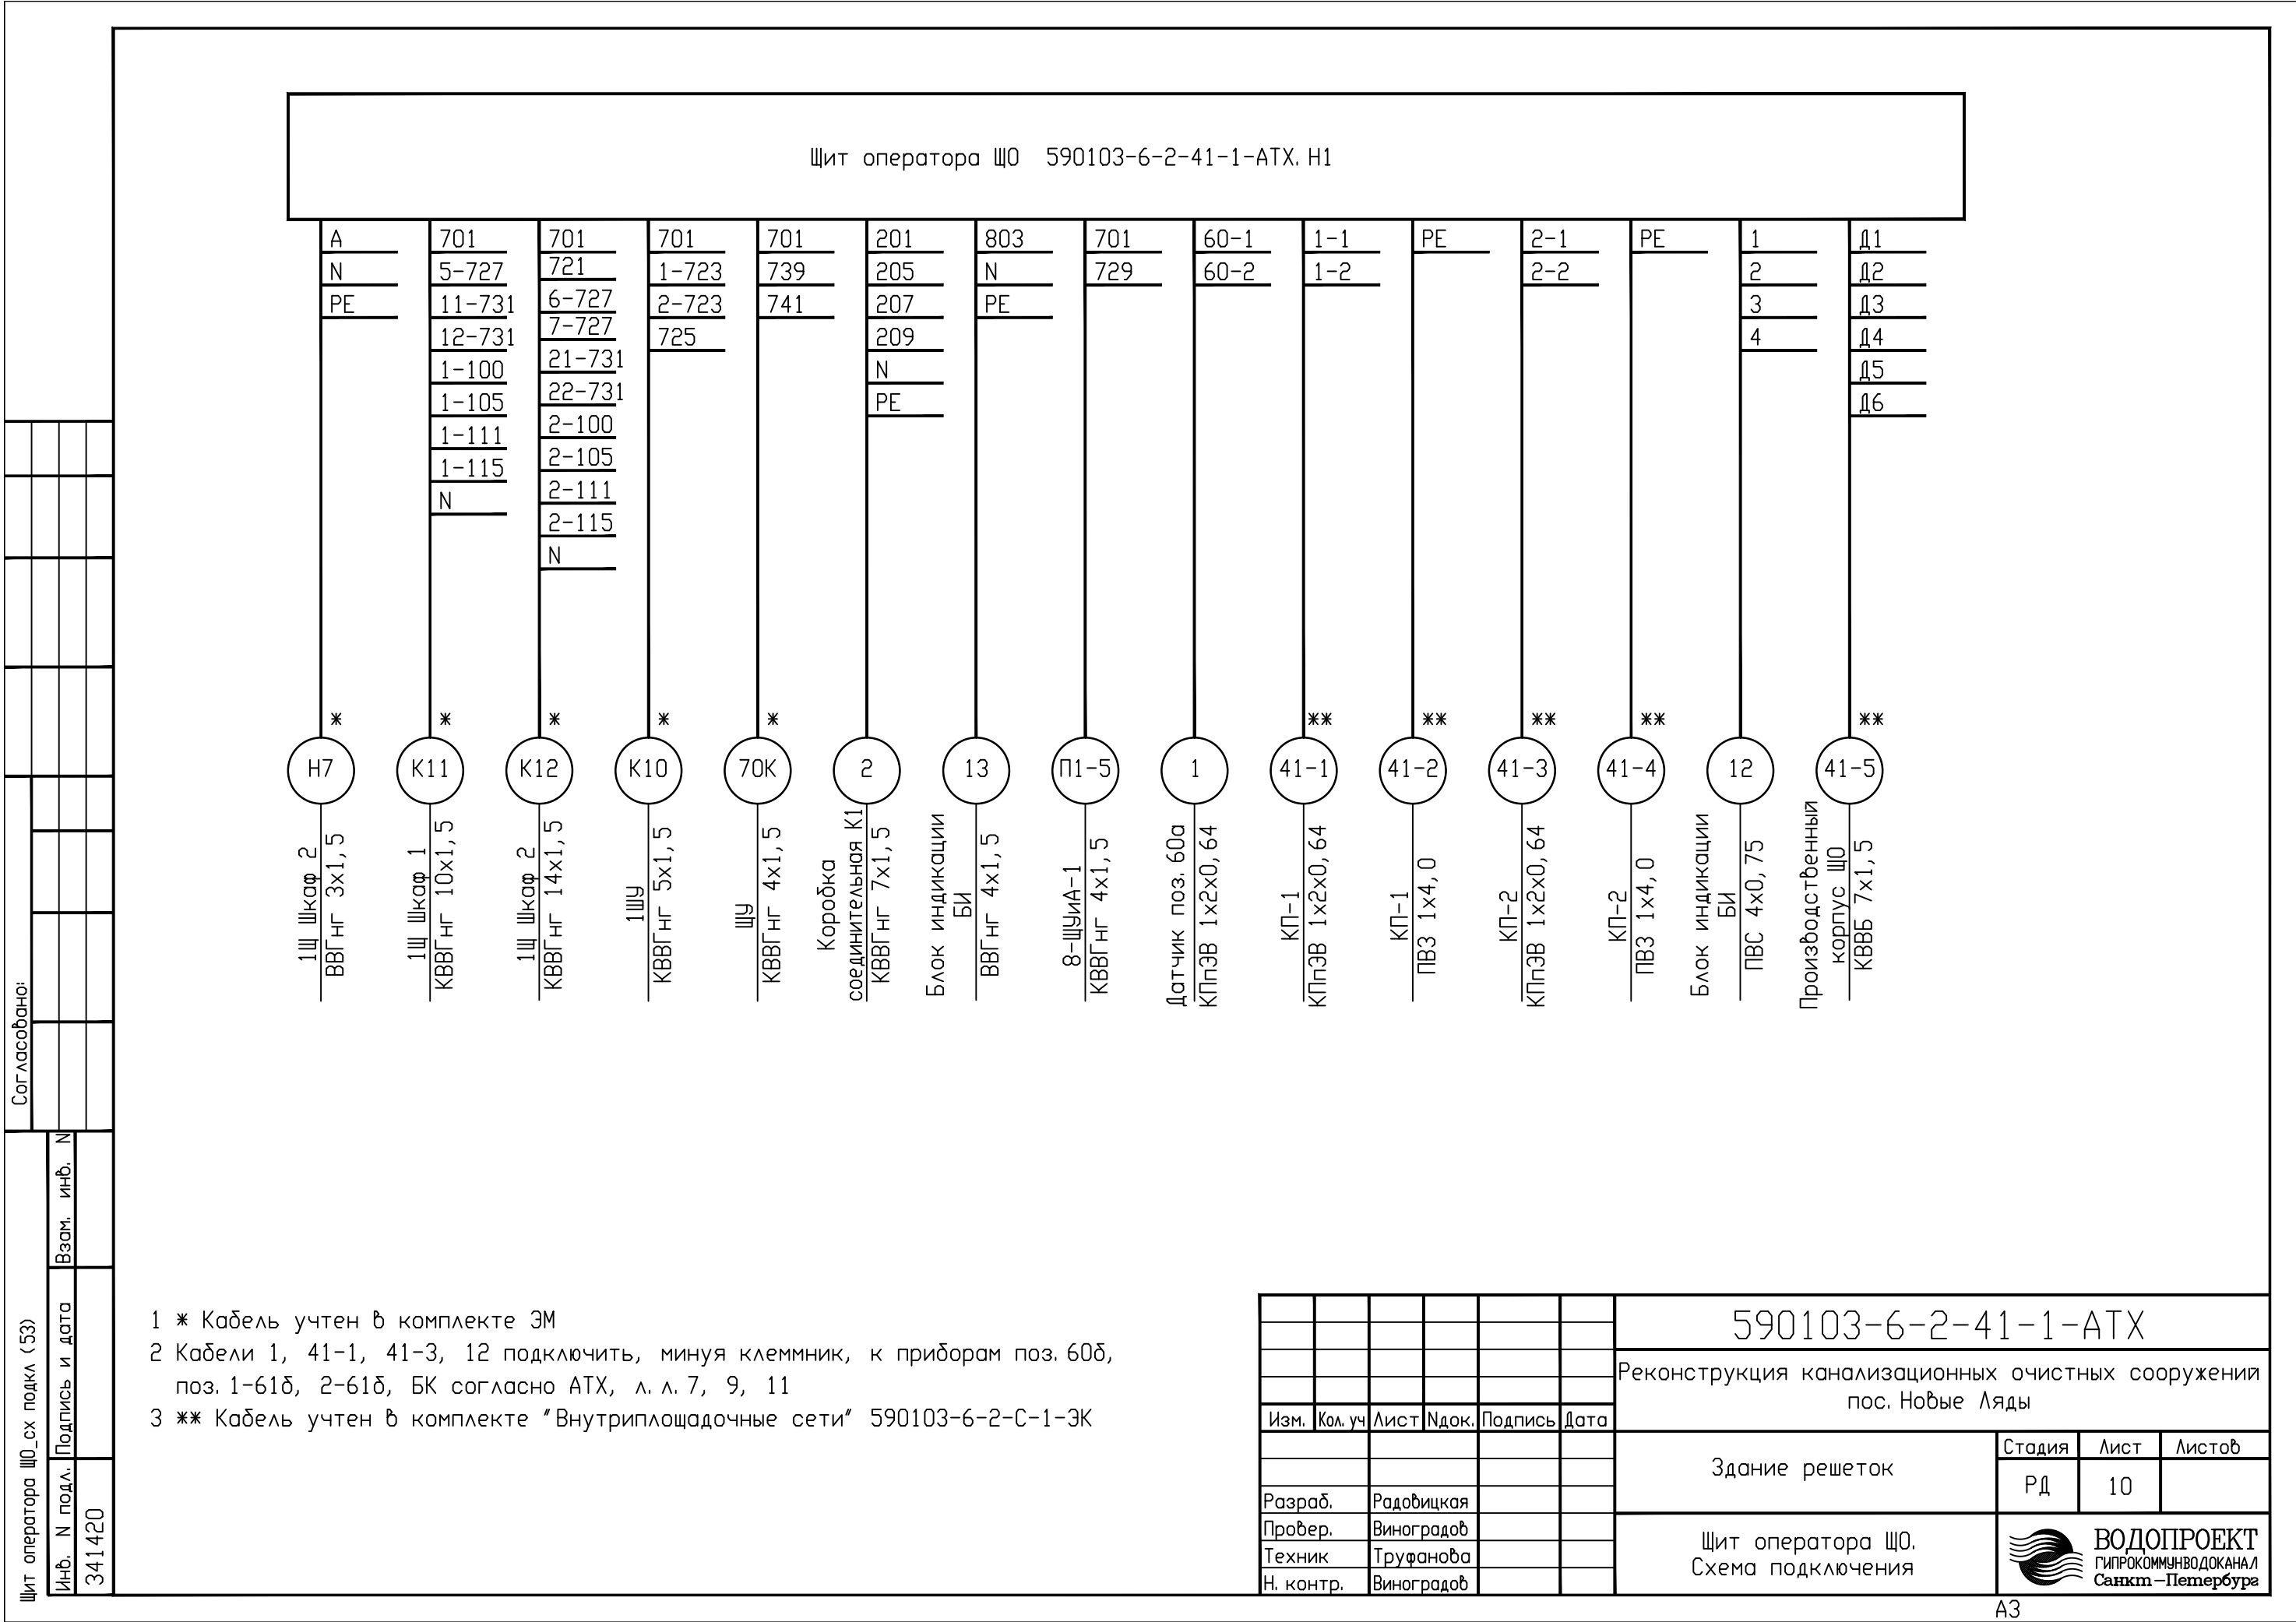 Щит оператора ЩО 590103-6-2-41-1-АТХ. Н1
А
N
PE
701
5-727
11-731
12-731
1-100
1-105
1-111
1-115
N
701
721
6-727
7-727
21-731
22-731
2-100
2-105
2-111
2-115
N
701
1-723
2-723
725
701
739
741
201
205
207
209
N
PE
803
N
PE
701
729
60-1
60-2
1-1
1-2
PE
2-1
2-2
PE
1
2
3
4
Д1
Д2
Д3
Д4
Д5
Д6
*
*
*
*
*
**
**
**
**
**
Н7
К11
К12
К10
70К
2
13
П1-5
1
41-1
41-2
41-3
41-4
12
41-5
1Щ Шкаф 2
ВВГнг 3х1,5
1Щ Шкаф 1
КВВГнг 10х1,5
1Щ Шкаф 2
КВВГнг 14х1,5
1ШУ
КВВГнг 5х1,5
ЩУ
КВВГнг 4х1,5
Коробка
соединительная К1
КВВГнг 7х1,5
Блок индикации
БИ
ВВГнг 4х1,5
8-ЩУиА-1
КВВГнг 4х1,5
Датчик поз. 60а
КПпЭВ 1х2х0,64
КП-1
КПпЭВ 1х2х0,64
КП-1
ПВ3 1х4,0
КП-2
КПпЭВ 1х2х0,64
КП-2
ПВ3 1х4,0
Блок индикации
БИ
ПВС 4х0,75
Производственный
корпус ЩО
КВВБ 7х1,5
1 * Кабель учтен в комплекте ЭМ
2 Кабели 1, 41-1, 41-3, 12 подключить, минуя клеммник, к приборам поз. 60б,
поз. 1-61б, 2-61б, БК согласно АТХ, л. л. 7, 9, 11
3 ** Кабель учтен в комплекте "Внутриплощадочные сети" 590103-6-2-С-1-ЭК
Согласовано:
Взам. инв. N
Подпись и дата
Инв. N подл.
341420
Щит оператора ЩО_сх подкл (53)
590103-6-2-41-1-АТХ
Реконструкция канализационных очистных сооружений
пос. Новые Ляды
Изм. Кол. уч Лист Nдок. Подпись Дата
Здание решеток
Стадия Лист Листов
РД 10
Разраб. Радовицкая
Провер. Виноградов
Техник Труфанова
Н. контр. Виноградов
Щит оператора ЩО.
Схема подключения
ВОДОПРОЕКТ
ГИПРОКОММУНВОДОКАНАЛ
Санкт-Петербург
А3